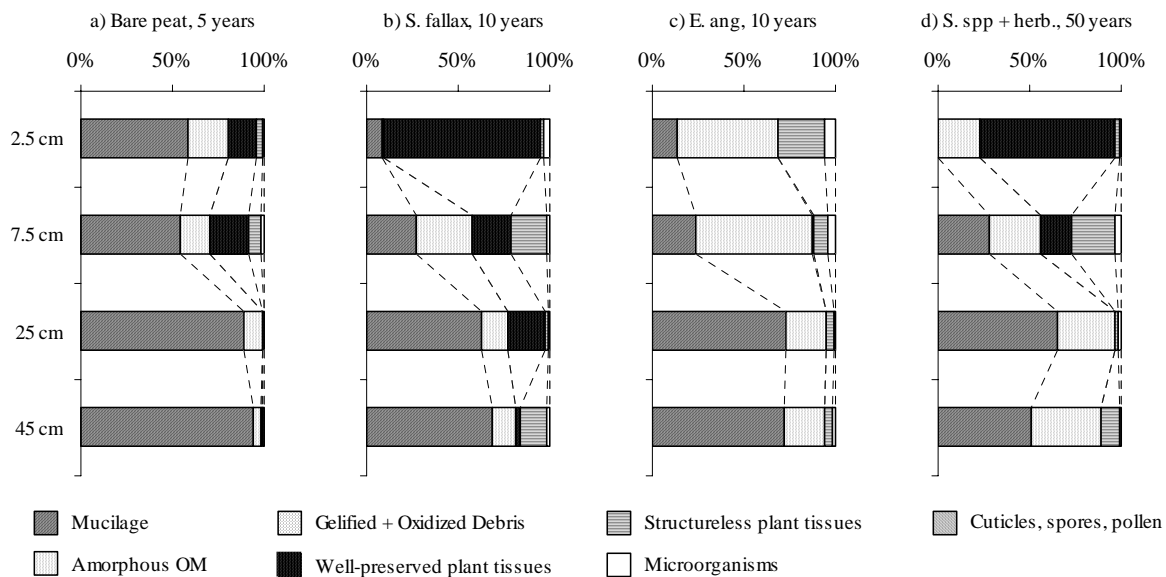 a) Bare peat, 5 years
b) S. fallax, 10 years
c) E. ang, 10 years
d) S. spp + herb., 50 years
0% 50% 100%
0% 50% 100%
0% 50% 100%
0% 50% 100%
2.5 cm
7.5 cm
25 cm
45 cm
Mucilage
Gelified + Oxidized Debris
Structureless plant tissues
Cuticles, spores, pollen
Amorphous OM
Well-preserved plant tissues
Microorganisms